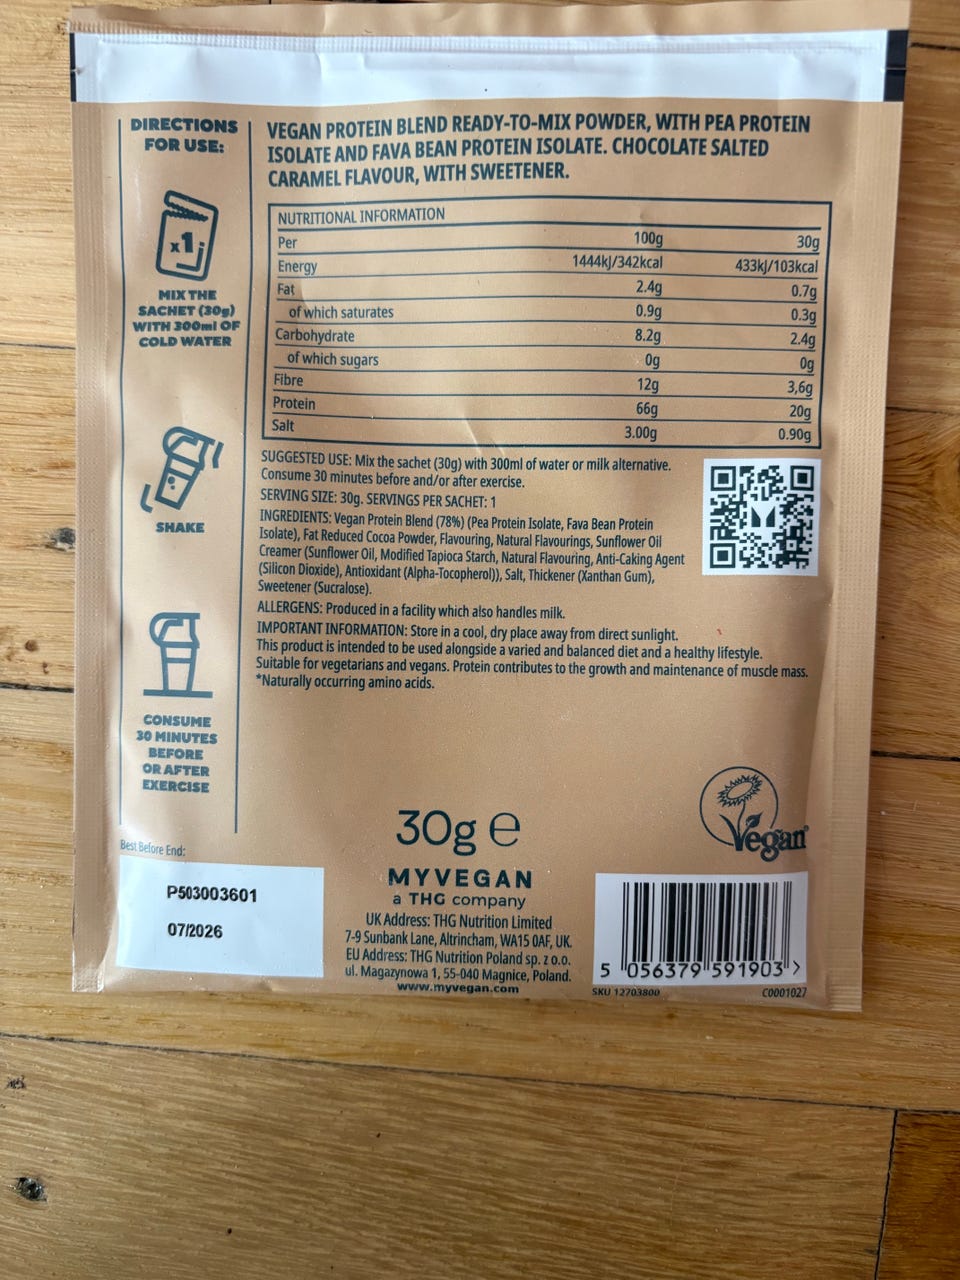 DIRECTIONS
FOR USE:
x1
MIX THE
SACHET (30g)
WITH 300ml OF
COLD WATER
SHAKE
CONSUME
30 MINUTES
BEFORE
OR AFTER
EXERCISE
VEGAN PROTEIN BLEND READY-TO-MIX POWDER, WITH PEA PROTEIN
ISOLATE AND FAVA BEAN PROTEIN ISOLATE. CHOCOLATE SALTED
CARAMEL FLAVOUR, WITH SWEETENER.
NUTRITIONAL INFORMATION
Per 100g 30g
Energy 1444kJ/342kcal 433kJ/103kcal
Fat 2.4g 0.7g
of which saturates 0.9g 0.3g
Carbohydrate 8.2g 2.4g
of which sugars 0g 0g
Fibre 12g 3,6g
Protein 66g 20g
Salt 3.00g 0.90g
SUGGESTED USE: Mix the sachet (30g) with 300ml of water or milk alternative.
Consume 30 minutes before and/or after exercise.
SERVING SIZE: 30g. SERVINGS PER SACHET: 1
INGREDIENTS: Vegan Protein Blend (78%) (Pea Protein Isolate, Fava Bean Protein
Isolate), Fat Reduced Cocoa Powder, Flavouring, Natural Flavourings, Sunflower Oil
Creamer (Sunflower Oil, Modified Tapioca Starch, Natural Flavouring, Anti-Caking Agent
(Silicon Dioxide), Antioxidant (Alpha-Tocopherol)), Salt, Thickener (Xanthan Gum),
Sweetener (Sucralose).
ALLERGENS: Produced in a facility which also handles milk.
IMPORTANT INFORMATION: Store in a cool, dry place away from direct sunlight.
This product is intended to be used alongside a varied and balanced diet and a healthy lifestyle.
Suitable for vegetarians and vegans. Protein contributes to the growth and maintenance of muscle mass.
*Naturally occurring amino acids.
Best Before End:
P503003601
07/2026
30g e
MYVEGAN
a THG company
UK Address: THG Nutrition Limited
7-9 Sunbank Lane, Altrincham, WA15 0AF, UK.
EU Address: THG Nutrition Poland sp. z o.o.
ul. Magazynowa 1, 55-040 Magnice, Poland.
www.myvegan.com
Vegan
5 056379 591903 >
SKU 12703800 C0001027